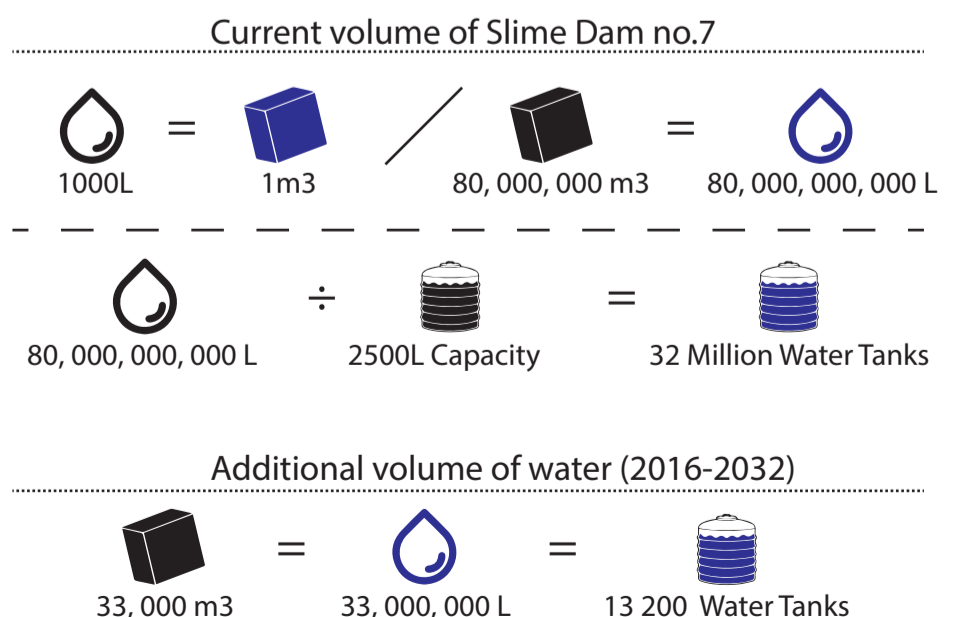 Current volume of Slime Dam no.7
= / =
1000L 1m3 80, 000, 000 m3 80, 000, 000, 000 L
÷ =
80, 000, 000, 000 L 2500L Capacity 32 Million Water Tanks
Additional volume of water (2016-2032)
= =
33, 000 m3 33, 000, 000 L 13 200 Water Tanks